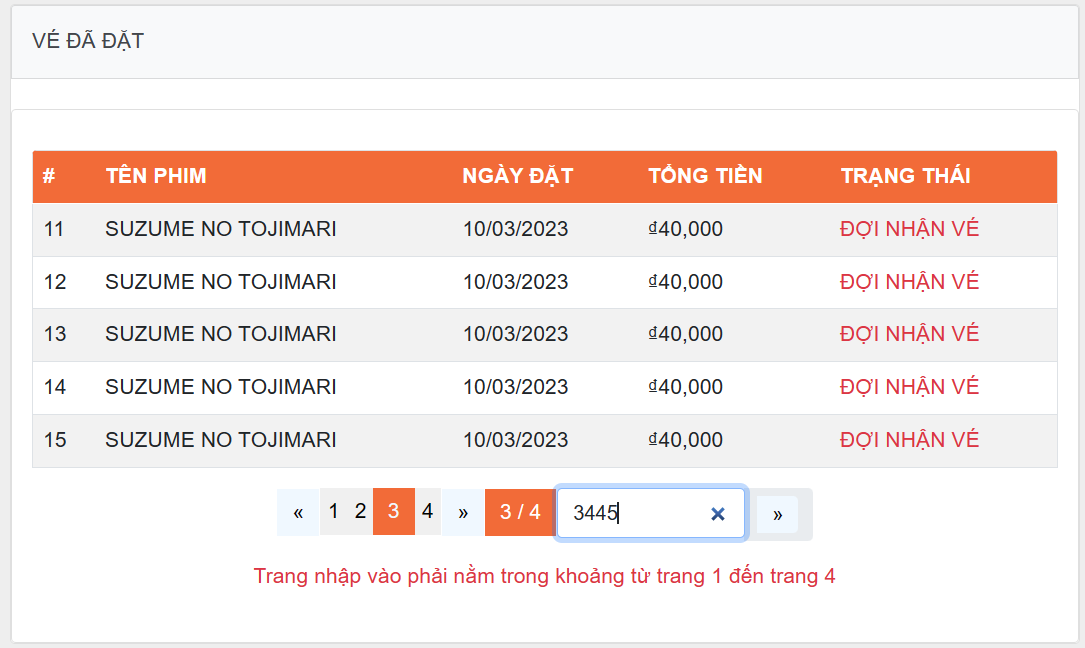 VÉ ĐÃ ĐẶT
# TÊN PHIM NGÀY ĐẶT TỔNG TIỀN TRẠNG THÁI
11 SUZUME NO TOJIMARI 10/03/2023 ₫40,000 ĐỢI NHẬN VÉ
12 SUZUME NO TOJIMARI 10/03/2023 ₫40,000 ĐỢI NHẬN VÉ
13 SUZUME NO TOJIMARI 10/03/2023 ₫40,000 ĐỢI NHẬN VÉ
14 SUZUME NO TOJIMARI 10/03/2023 ₫40,000 ĐỢI NHẬN VÉ
15 SUZUME NO TOJIMARI 10/03/2023 ₫40,000 ĐỢI NHẬN VÉ
« 1 2 3 4 » 3 / 4 3445 »
Trang nhập vào phải nằm trong khoảng từ trang 1 đến trang 4